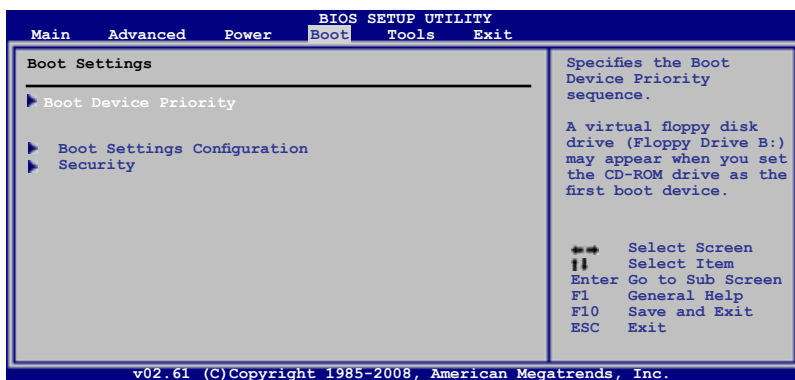 BIOS SETUP UTILITY
Main Advanced Power Boot Tools Exit
Boot Settings
Boot Device Priority
Boot Settings Configuration
Security
Specifies the Boot
Device Priority
sequence.
A virtual floppy disk
drive (Floppy Drive B:)
may appear when you set
the CD-ROM drive as the
first boot device.
Select Screen
Select Item
Enter Go to Sub Screen
F1 General Help
F10 Save and Exit
ESC Exit
v02.61 (C)Copyright 1985-2008, American Megatrends, Inc.